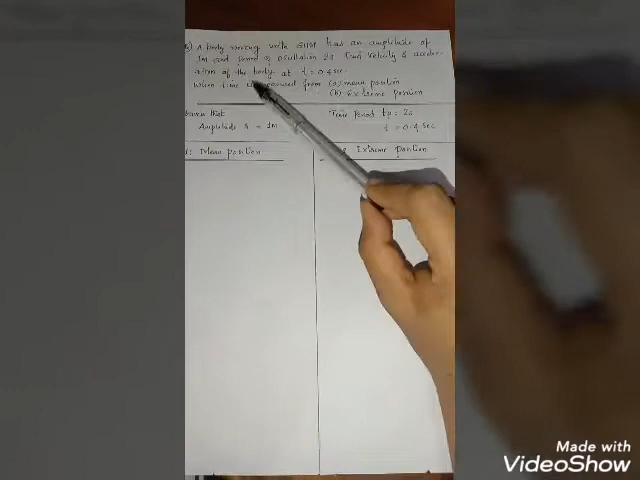 A body moving with SHM has an amplitude of
1m and period of oscillation 2s Find Velocity & acceler-
ation of the body at t = 0.4 sec.
When time is measured from (a) mean position
(b) Extreme position
Given that
Time period tp = 2s
Amplitude = 1m
t = 0.4 sec
Mean position
Extreme position
Made with
VideoShow